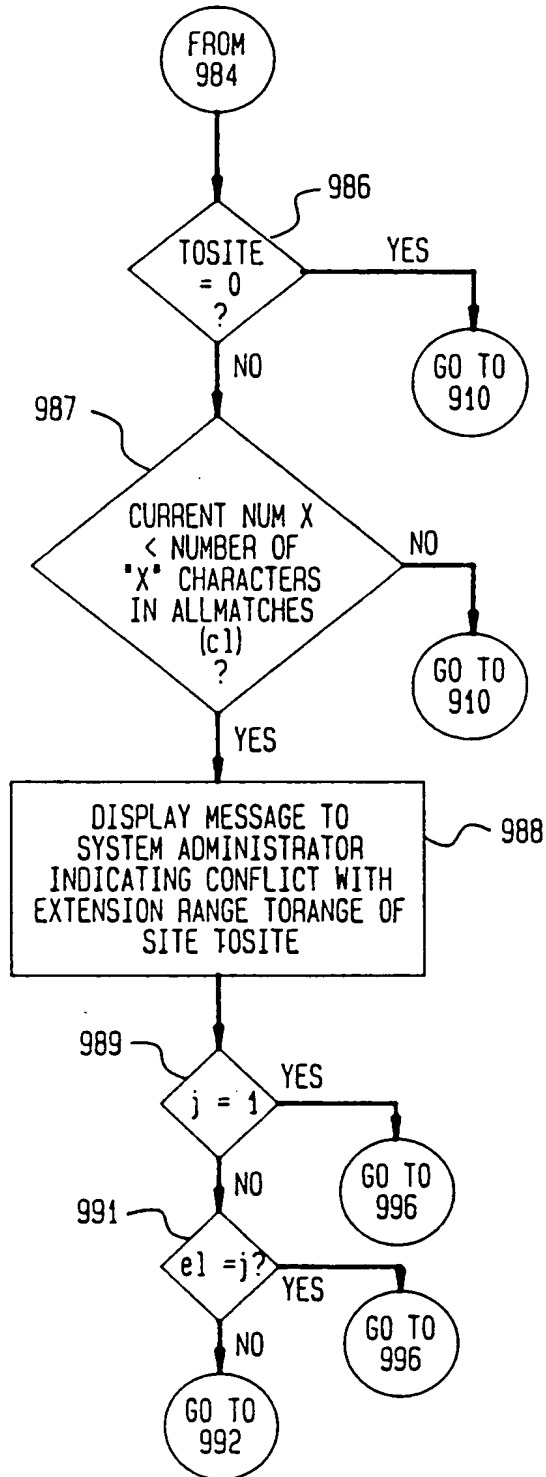 FROM
984
986
TOSITE
= 0
?
YES
GO TO
910
NO
987
CURRENT NUM X
< NUMBER OF
"X" CHARACTERS
IN ALLMATCHES
(c1)
?
NO
GO TO
910
YES
DISPLAY MESSAGE TO
SYSTEM ADMINISTRATOR
INDICATING CONFLICT WITH
EXTENSION RANGE TORANGE OF
SITE TOSITE
988
989
j = 1
YES
GO TO
996
NO
991
e1 =j?
YES
GO TO
996
NO
GO TO
992